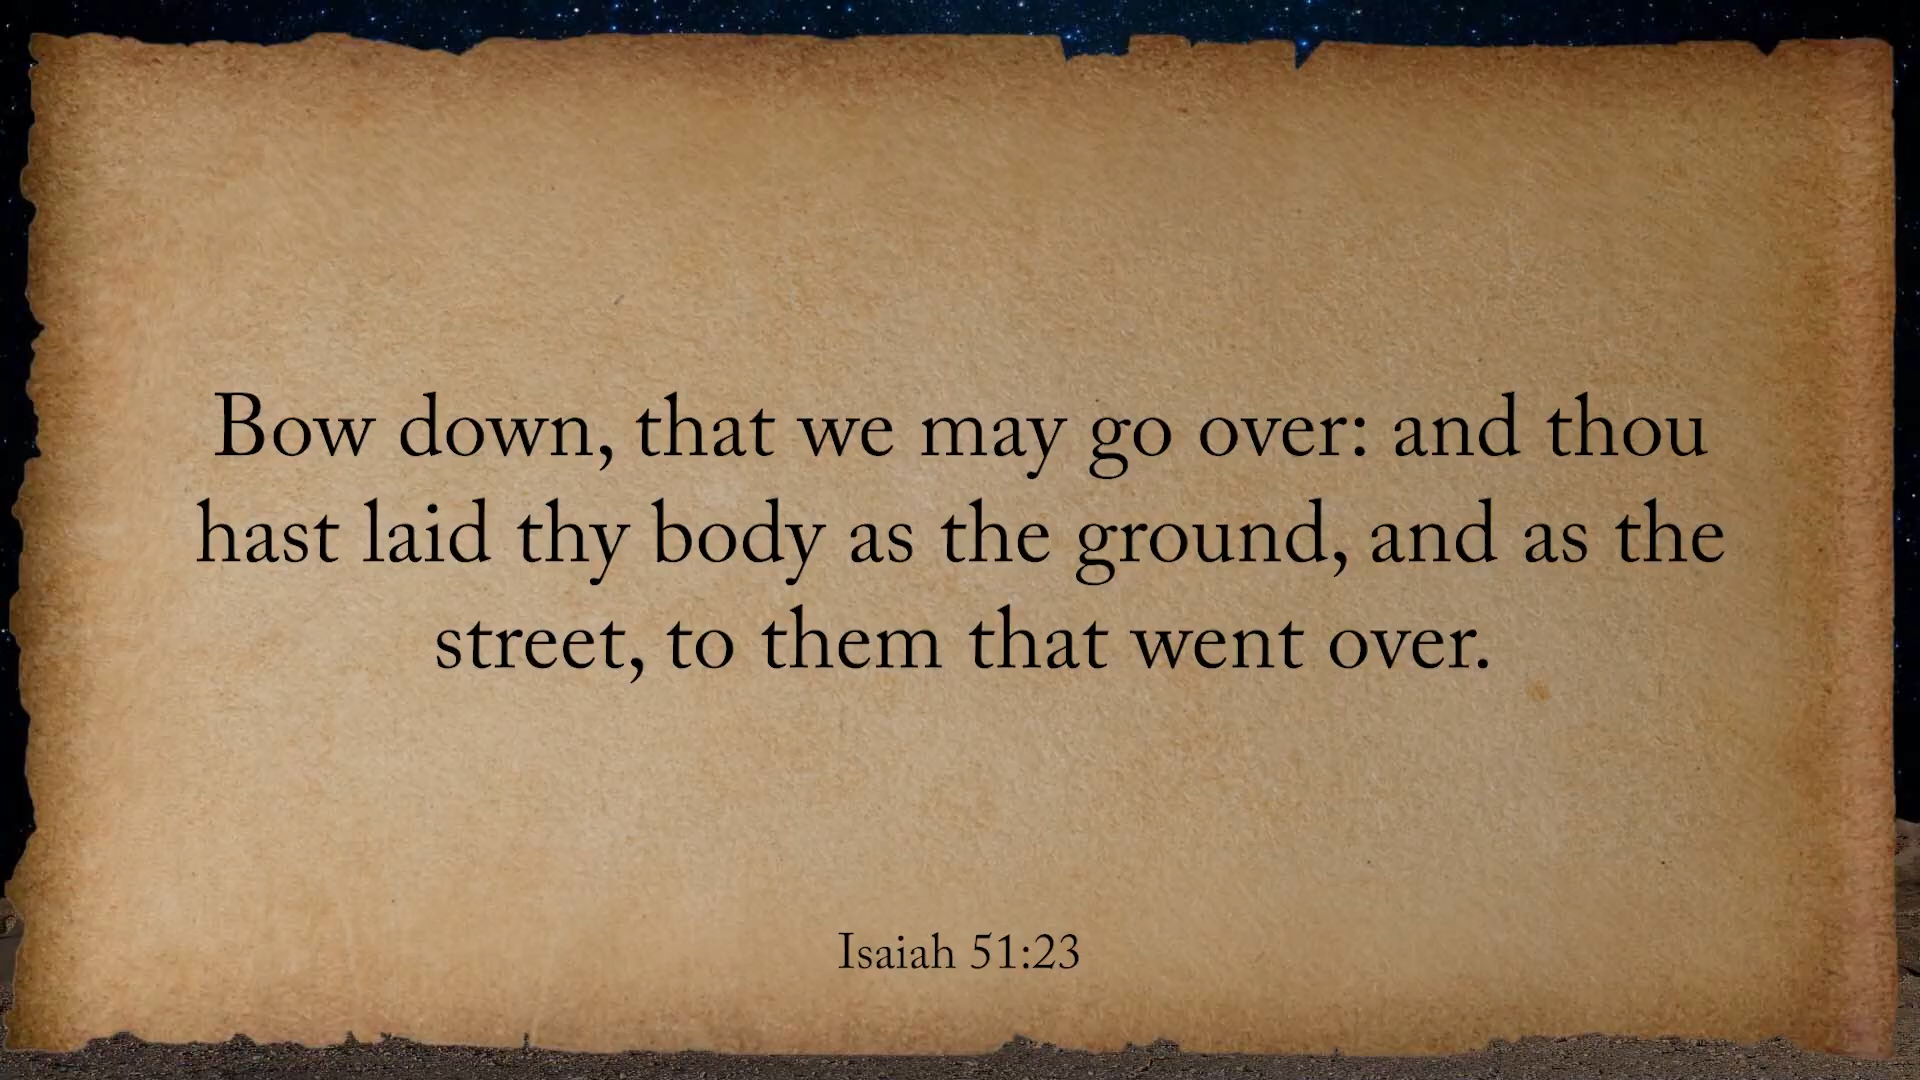 Bow down, that we may go over: and thou
hast laid thy body as the ground, and as the
street, to them that went over.
Isaiah 51:23